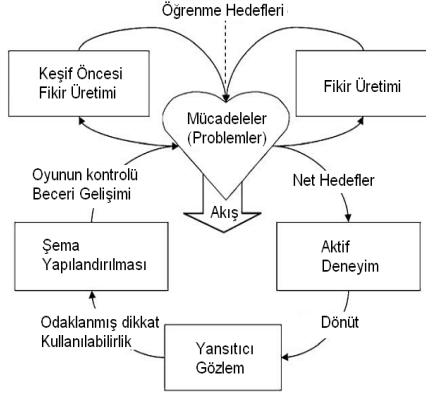 Öğrenme Hedefleri
Keşif Öncesi
Fikir Üretimi
Mücadeleler
(Problemler)
Fikir Üretimi
Oyunun kontrolü
Beceri Gelişimi
Net Hedefler
Akış
Şema
Yapılandırılması
Aktif
Deneyim
Odaklanmış dikkat
Kullanılabilirlik
Dönüt
Yansıtıcı
Gözlem